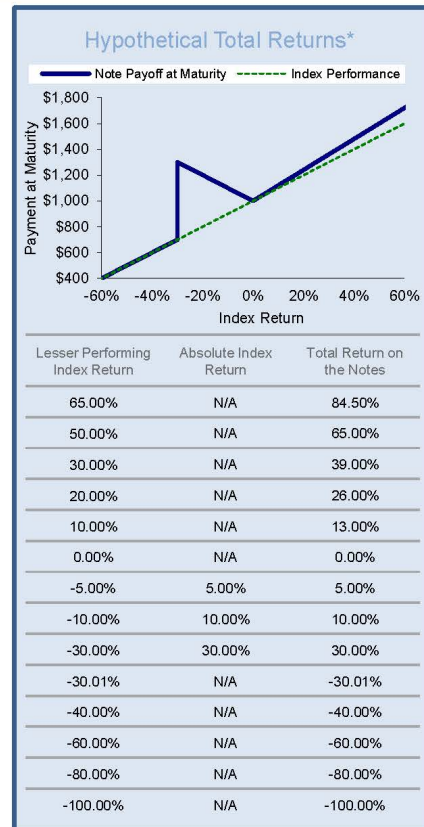 Hypothetical Total Returns*
Note Payoff at Maturity Index Performance
Payment at Maturity
$1,800
$1,600
$1,400
$1,200
$1,000
$800
$600
$400
-60% -40% -20% 0% 20% 40% 60%
Index Return
Lesser Performing Absolute Index Total Return on
Index Return Return the Notes
65.00% N/A 84.50%
50.00% N/A 65.00%
30.00% N/A 39.00%
20.00% N/A 26.00%
10.00% N/A 13.00%
0.00% N/A 0.00%
-5.00% 5.00% 5.00%
-10.00% 10.00% 10.00%
-30.00% 30.00% 30.00%
-30.01% N/A -30.01%
-40.00% N/A -40.00%
-60.00% N/A -60.00%
-80.00% N/A -80.00%
-100.00% N/A -100.00%